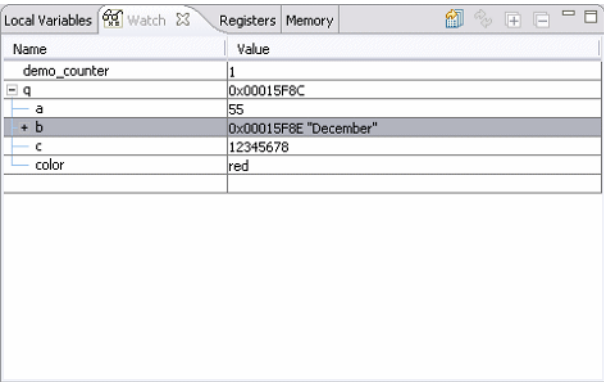 Local Variables Watch Registers Memory
Name Value
demo_counter 1
q 0x00015F8C
a 55
b 0x00015F8E "December"
c 12345678
color red